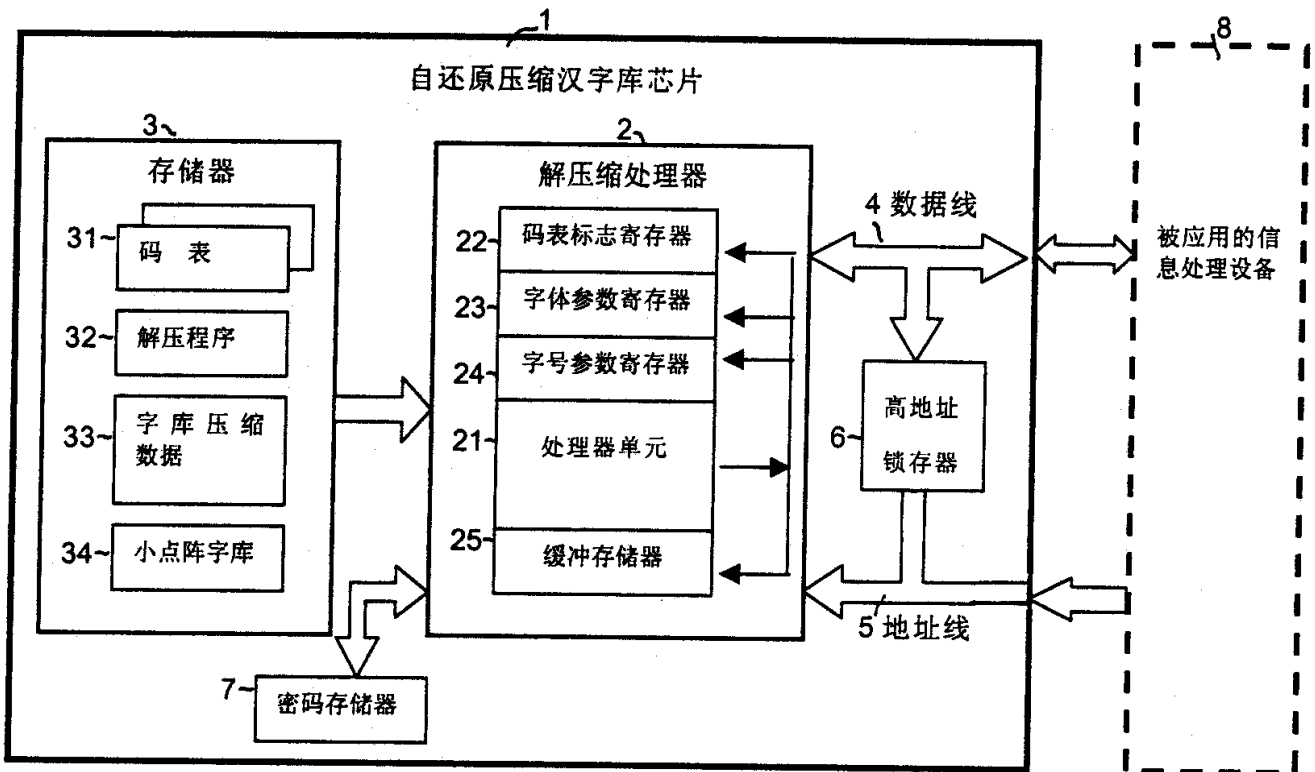 1
8
自还原压缩汉字库芯片
3
存储器
31
码 表
32
解压程序
33
字库压缩
数据
34
小点阵字库
2
解压缩处理器
22
码表标志寄存器
23
字体参数寄存器
24
字号参数寄存器
21
处理器单元
25
缓冲存储器
4 数据线
6
高地址
锁存器
5 地址线
7
密码存储器
被应用的信
息处理设备